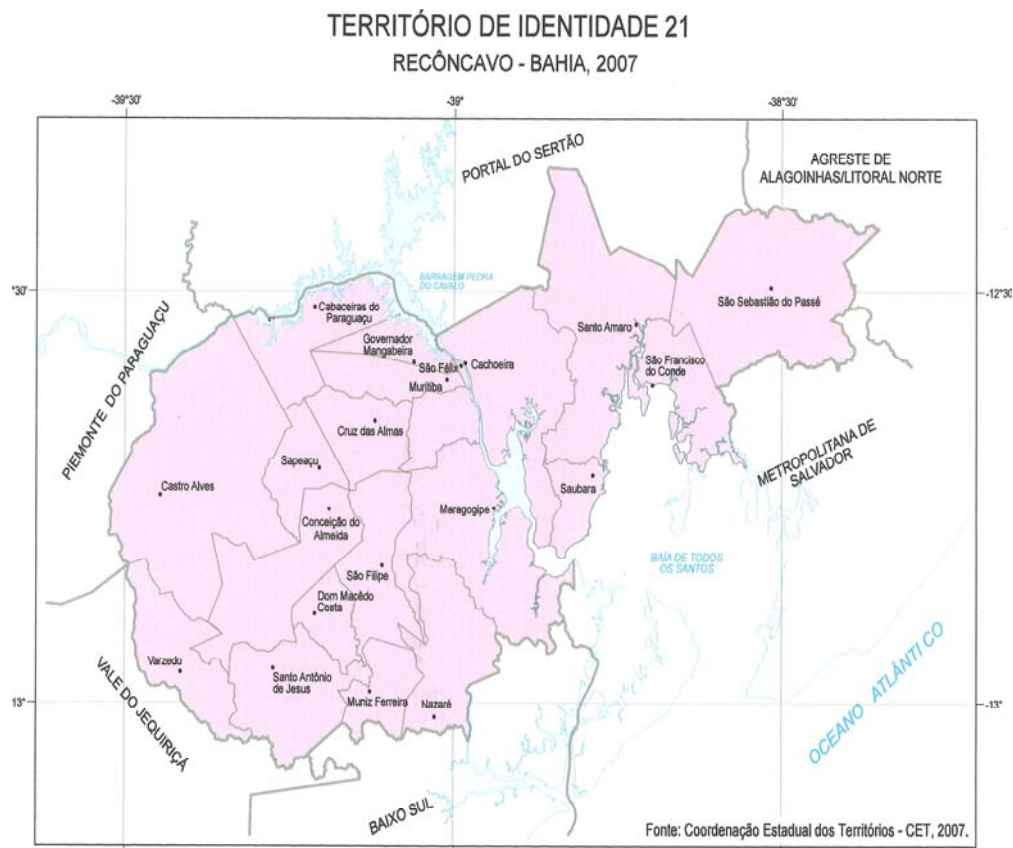 TERRITÓRIO DE IDENTIDADE 21
RECÔNCAVO - BAHIA, 2007
-39°30'
-39°
-38°30'
PORTAL DO SERTÃO
AGRESTE DE
ALAGOINHAS/LITORAL NORTE
BARRAGEM PEDRA
DO CAVALO
'30'
-12°30
São Sebastião do Passé
Cabaceiras do
Paraguaçu
Santo Amaro
Governador
Mangabeira
São Félix
Cachoeira
São Francisco
do Conde
Muritiba
PIEMONTE DO PARAGUAÇU
Cruz das Almas
METROPOLITANA DE
SALVADOR
Sapeaçu
Castro Alves
Saubara
Maragogipe
Conceição do
Almeida
BAÍA DE TODOS
OS SANTOS
São Filipe
Dom Macêdo
Costa
Varzedo
Santo Antônio
de Jesus
Muniz Ferreira
Nazaré
-13°
13°
VALE DO JEQUIRIÇÁ
OCEANO ATLÂNTI CO
BAIXO SUL
Fonte: Coordenação Estadual dos Territórios - CET, 2007.